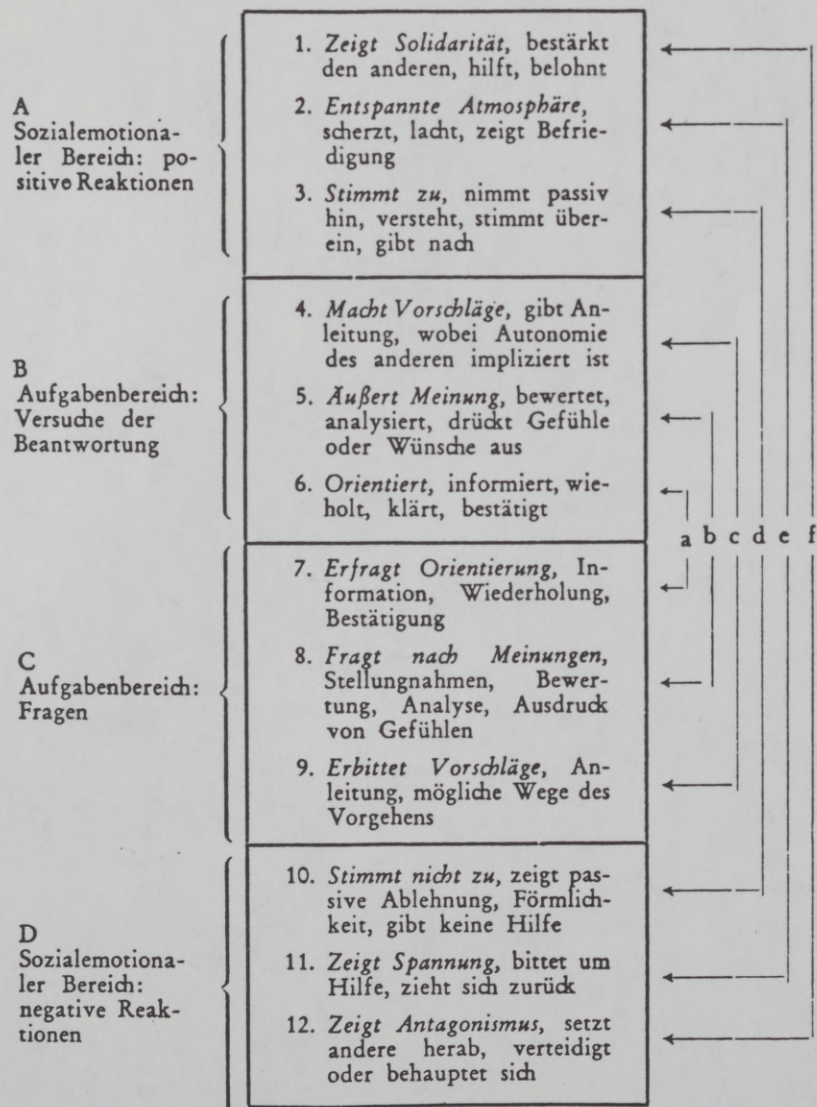 1. Zeigt Solidarität, bestärkt
den anderen, hilft, belohnt
A
Sozialemotiona-
ler Bereich: po-
sitive Reaktionen
2. Entspannte Atmosphäre,
scherzt, lacht, zeigt Befrie-
digung
3. Stimmt zu, nimmt passiv
hin, versteht, stimmt über-
ein, gibt nach
B
Aufgabenbereich:
Versuche der
Beantwortung
4. Macht Vorschläge, gibt An-
leitung, wobei Autonomie
des anderen impliziert ist
5. Äußert Meinung, bewertet,
analysiert, drückt Gefühle
oder Wünsche aus
6. Orientiert, informiert, wie-
holt, klärt, bestätigt
a b c d e f
C
Aufgabenbereich:
Fragen
7. Erfragt Orientierung, In-
formation, Wiederholung,
Bestätigung
8. Fragt nach Meinungen,
Stellungnahmen, Bewer-
tung, Analyse, Ausdruck
von Gefühlen
9. Erbittet Vorschläge, An-
leitung, mögliche Wege des
Vorgehens
D
Sozialemotiona-
ler Bereich:
negative Reak-
tionen
10. Stimmt nicht zu, zeigt pas-
sive Ablehnung, Förmlich-
keit, gibt keine Hilfe
11. Zeigt Spannung, bittet um
Hilfe, zieht sich zurück
12. Zeigt Antagonismus, setzt
andere herab, verteidigt
oder behauptet sich